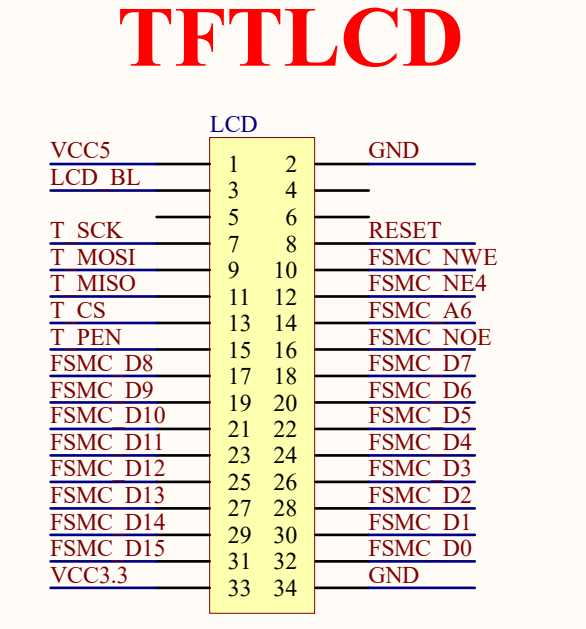 TFTLCD
LCD
VCC5 1 2 GND
LCD_BL 3 4
5 6
T_SCK 7 8 RESET
T_MOSI 9 10 FSMC_NWE
T_MISO 11 12 FSMC_NE4
T_CS 13 14 FSMC_A6
T_PEN 15 16 FSMC_NOE
FSMC_D8 17 18 FSMC_D7
FSMC_D9 19 20 FSMC_D6
FSMC_D10 21 22 FSMC_D5
FSMC_D11 23 24 FSMC_D4
FSMC_D12 25 26 FSMC_D3
FSMC_D13 27 28 FSMC_D2
FSMC_D14 29 30 FSMC_D1
FSMC_D15 31 32 FSMC_D0
VCC3.3 33 34 GND